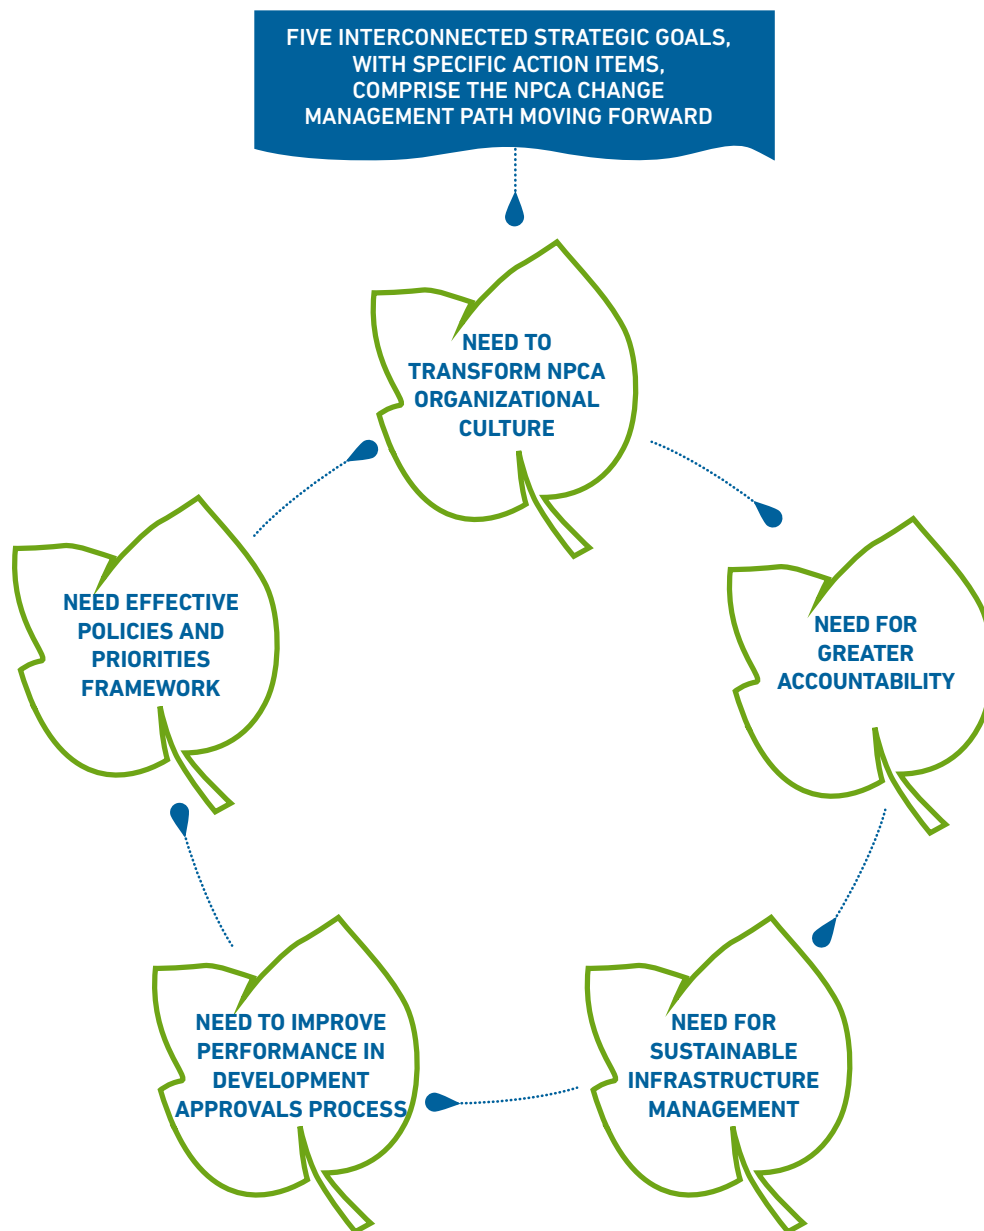 FIVE INTERCONNECTED STRATEGIC GOALS,
WITH SPECIFIC ACTION ITEMS,
COMPRISE THE NPCA CHANGE
MANAGEMENT PATH MOVING FORWARD
NEED TO
TRANSFORM NPCA
ORGANIZATIONAL
CULTURE
NEED FOR
GREATER
ACCOUNTABILITY
NEED FOR
SUSTAINABLE
INFRASTRUCTURE
MANAGEMENT
NEED TO IMPROVE
PERFORMANCE IN
DEVELOPMENT
APPROVALS PROCESS
NEED EFFECTIVE
POLICIES AND
PRIORITIES
FRAMEWORK